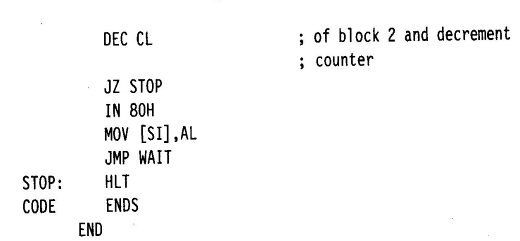 DEC CL ; of block 2 and decrement
; counter
JZ STOP
IN 80H
MOV [SI],AL
JMP WAIT
STOP: HLT
CODE ENDS
END